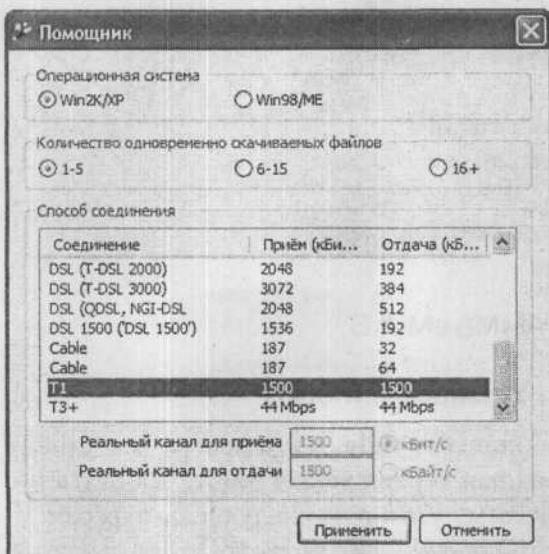 Помощник
Операционная система
Win2K/XP Win98/ME
Количество одновременно скачиваемых файлов
1-5 6-15 16+
Способ соединения
Соединение Приём (кБи... Отдача (кБ...
DSL (T-DSL 2000) 2048 192
DSL (T-DSL 3000) 3072 384
DSL (QDSL, NGI-DSL 2048 512
DSL 1500 ('DSL 1500') 1536 192
Cable 187 32
Cable 187 64
T1 1500 1500
T3+ 44 Mbps 44 Mbps
Реальный канал для приёма 1500 кБит/с
Реальный канал для отдачи 1500 кБайт/с
Применить Отменить